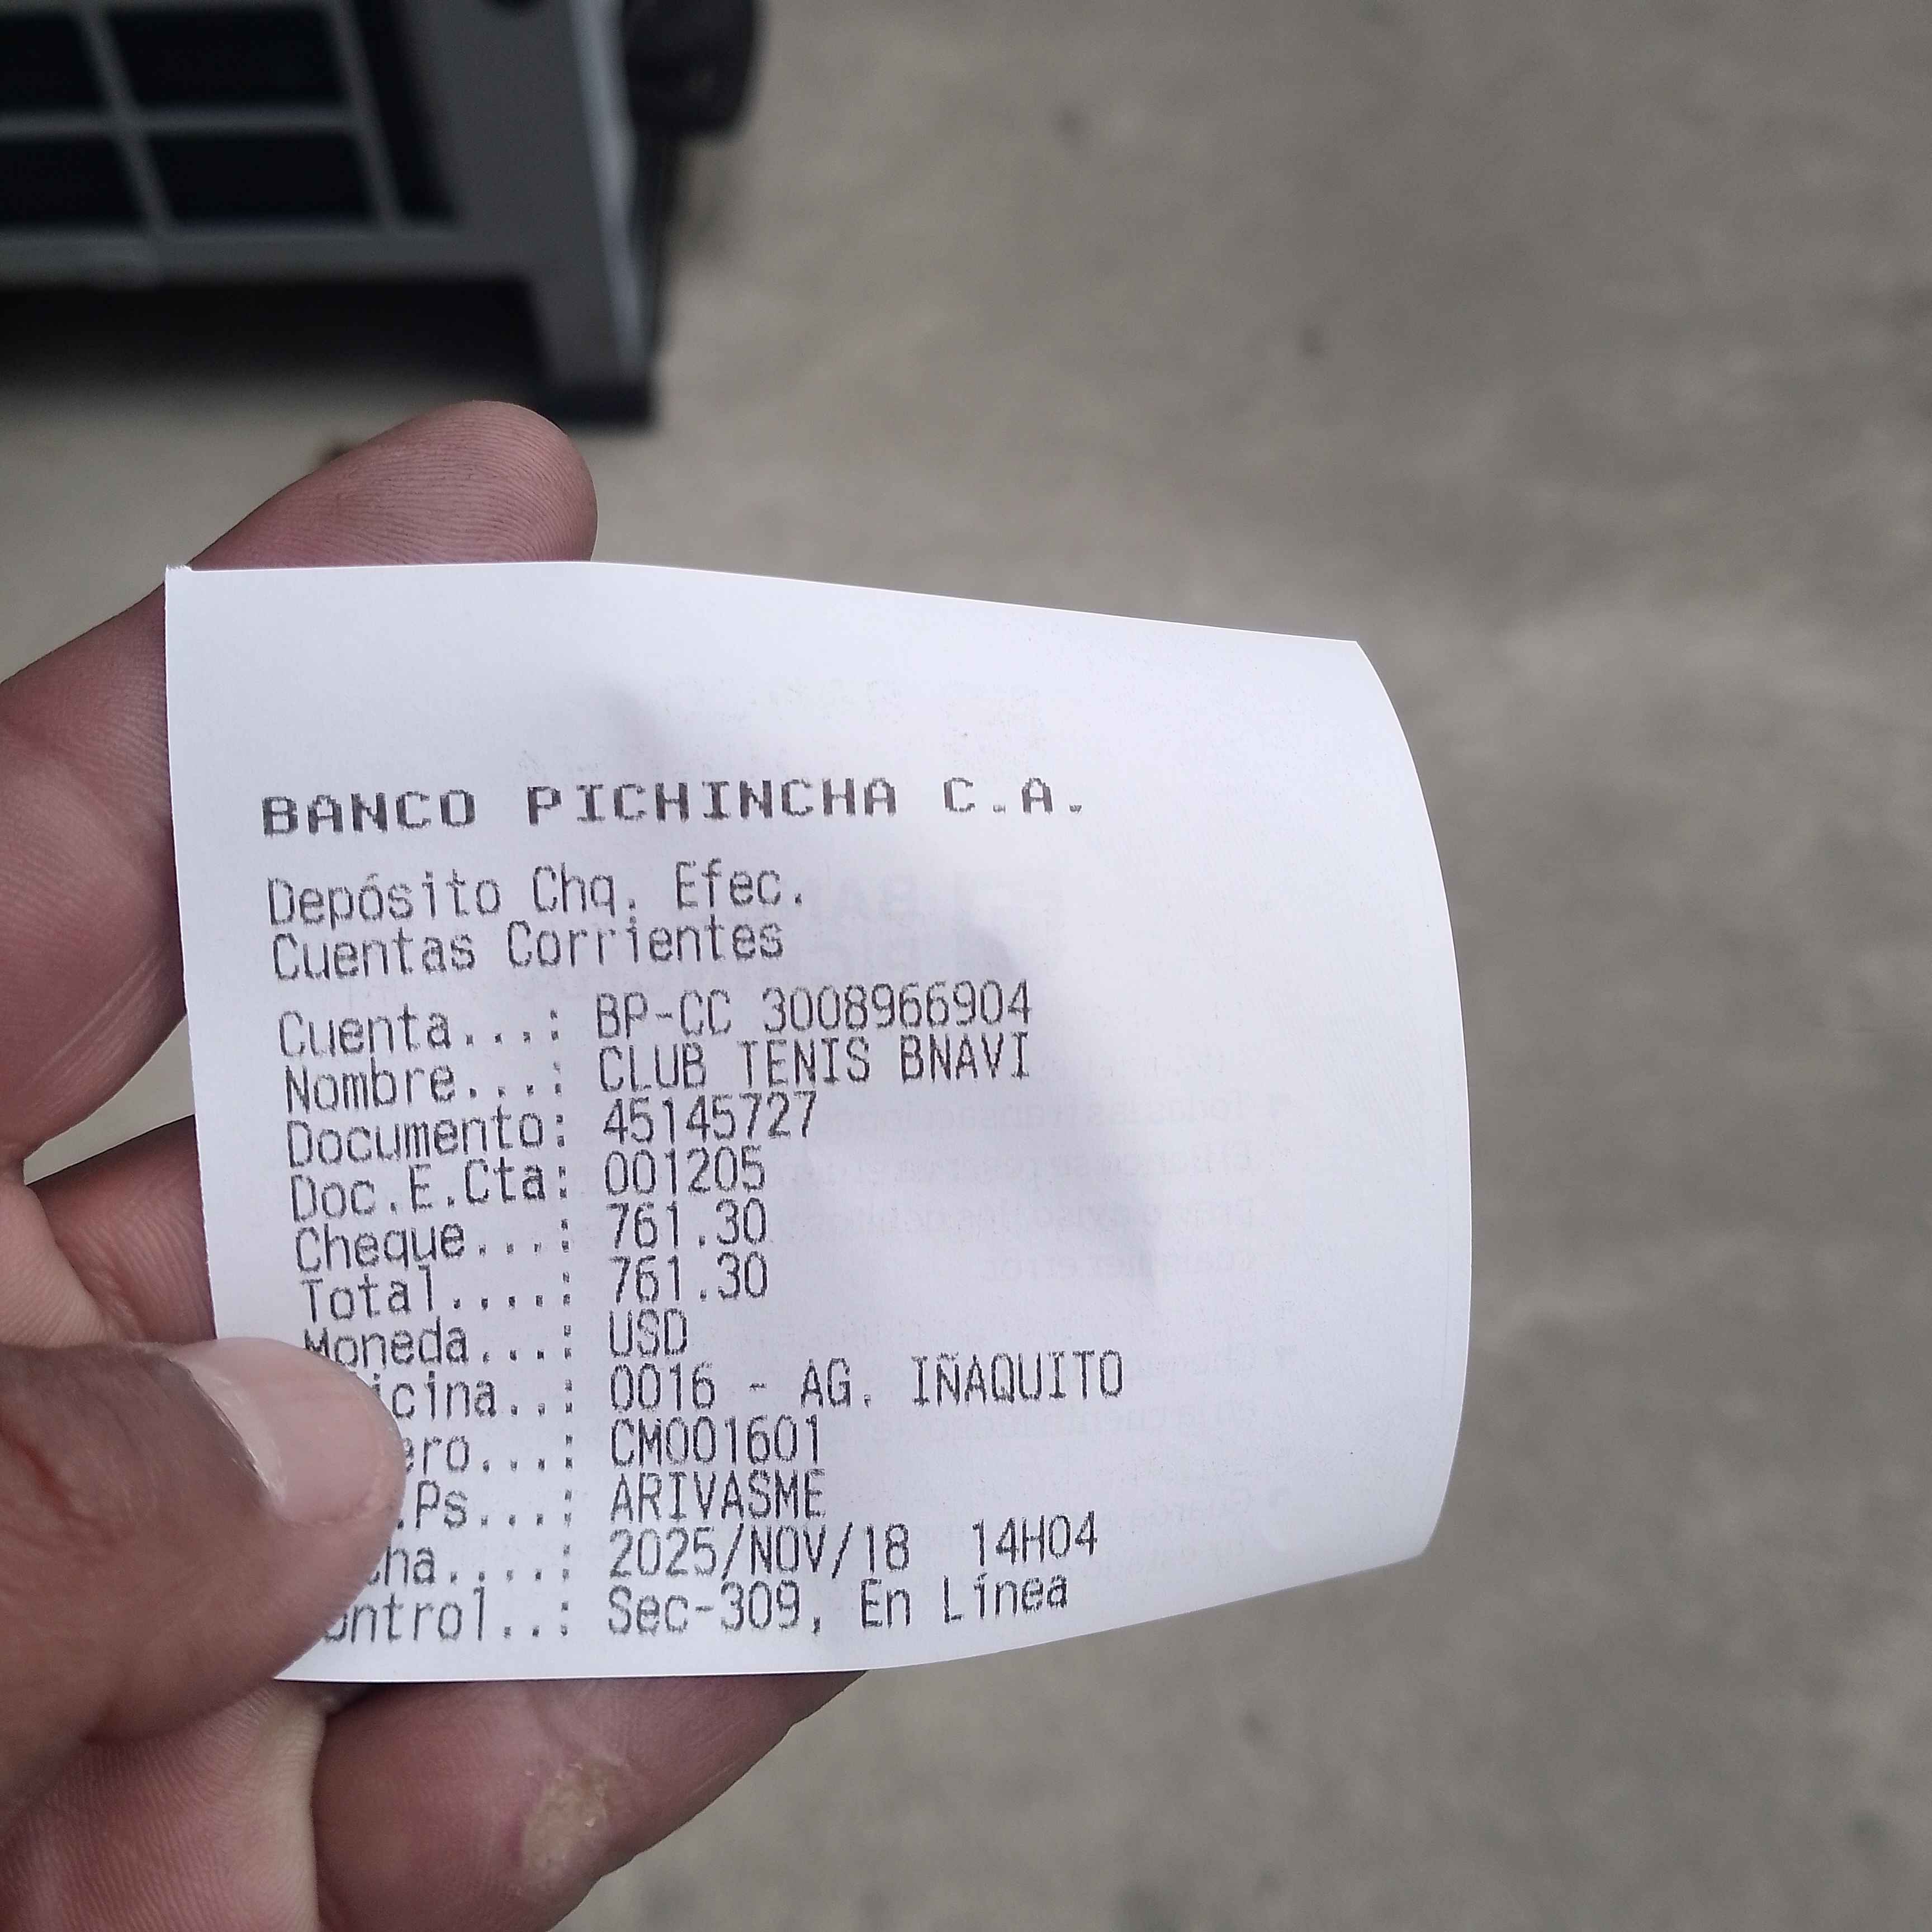 BANCO PICHINCHA C.A.
Depósito Chq. Efec.
Cuentas Corrientes
Cuenta...: BP-CC 3008966904
Nombre...: CLUB TENIS BNAVI
Documento: 45145727
Doc.E.Cta: 001205
Cheque...: 761.30
Total....: 761.30
Moneda...: USD
icina..: 0016 - AG. IÑAQUITO
ero...: CM001601
.Ps...: ARIVASME
ha....: 2025/NOV/18 14H04
ontrol..: Sec-309, En Línea